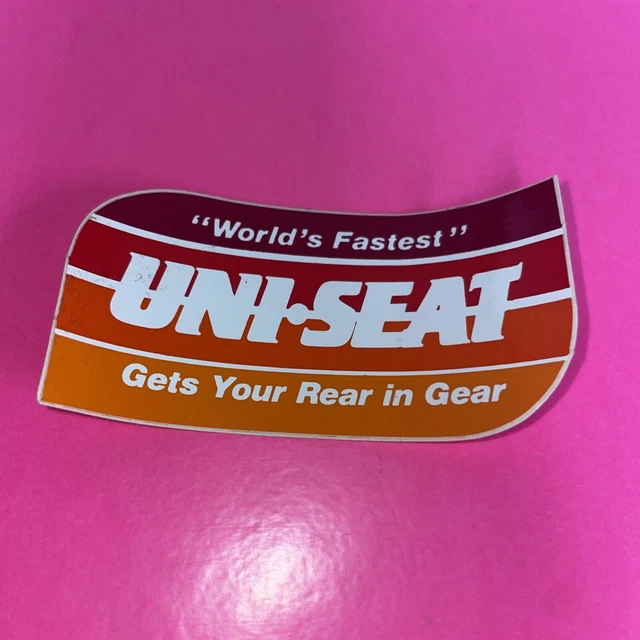 "World's Fastest"
UNI•SEAT
Gets Your Rear in Gear